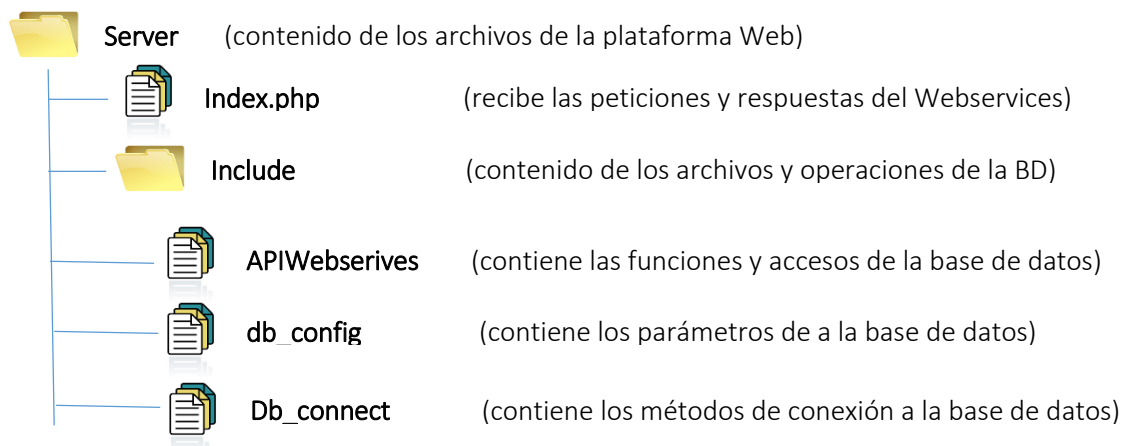 Server (contenido de los archivos de la plataforma Web)
Index.php (recibe las peticiones y respuestas del Webservices)
Include (contenido de los archivos y operaciones de la BD)
APIWebserives (contiene las funciones y accesos de la base de datos)
db_config (contiene los parámetros de a la base de datos)
Db_connect (contiene los métodos de conexión a la base de datos)